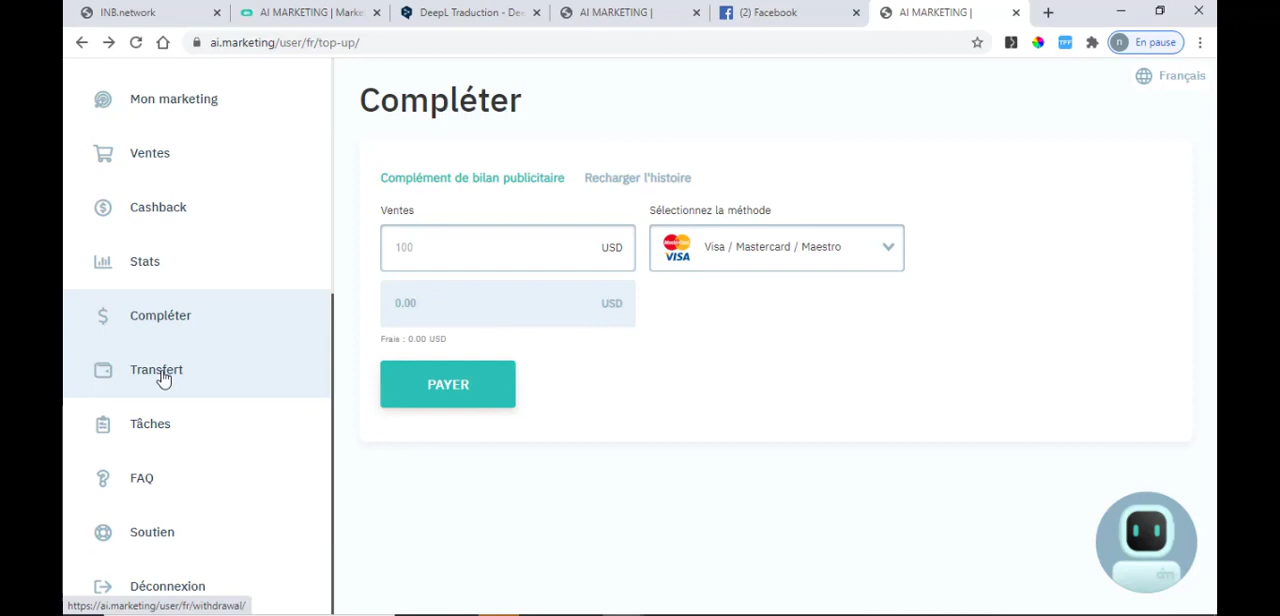 INB.network
AI MARKETING | Marke
DeepL Traduction - Dee
AI MARKETING |
(2) Facebook
AI MARKETING |
ai.marketing/user/fr/top-up/
n En pause
Français
Mon marketing
Ventes
Cashback
Stats
Compléter
Transfert
Tâches
FAQ
Soutien
Déconnexion
https://ai.marketing/user/fr/withdrawal/
Compléter
Complément de bilan publicitaire Recharger l'histoire
Ventes Sélectionnez la méthode
100 USD VISA Visa / Mastercard / Maestro
0.00 USD
Frais : 0.00 USD
PAYER